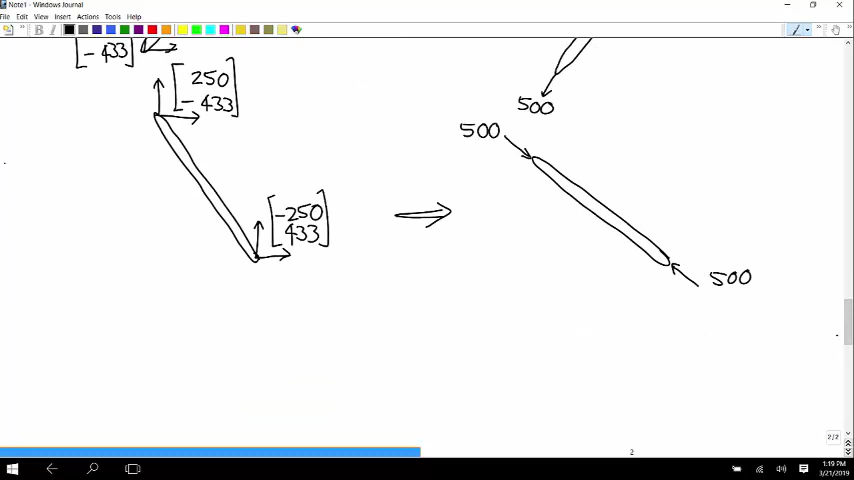 Note1 - Windows Journal
File Edit View Insert Actions Tools Help
B I
-433
250
-433
-250
433
500
500
500
2/2
2
1:19 PM
3/21/2019